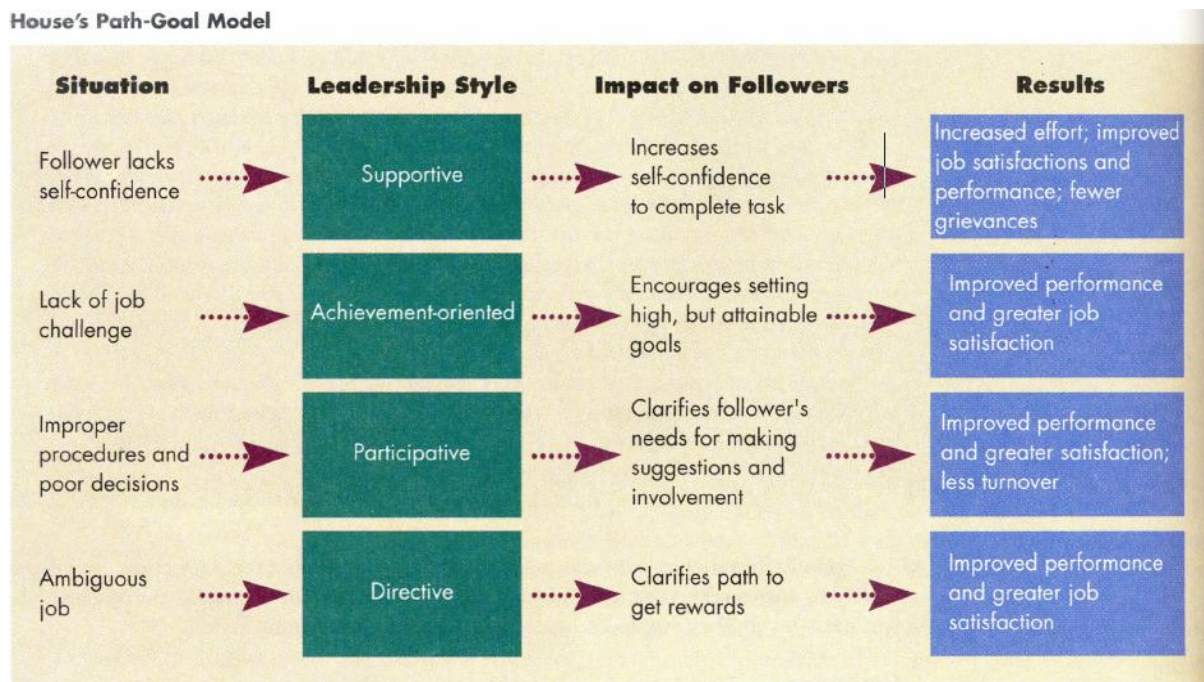 House's Path-Goal Model
Situation
Leadership Style
Impact on Followers
Results
Follower lacks
self-confidence
Supportive
Increases
self-confidence
to complete task
Increased effort; improved
job satisfactions and
performance; fewer
grievances
Lack of job
challenge
Achievement-oriented
Encourages setting
high, but attainable
goals
Improved performance
and greater job
satisfaction
Improper
procedures and
poor decisions
Participative
Clarifies follower's
needs for making
suggestions and
involvement
Improved performance
and greater satisfaction;
less turnover
Ambiguous
job
Directive
Clarifies path to
get rewards
Improved performance
and greater job
satisfaction